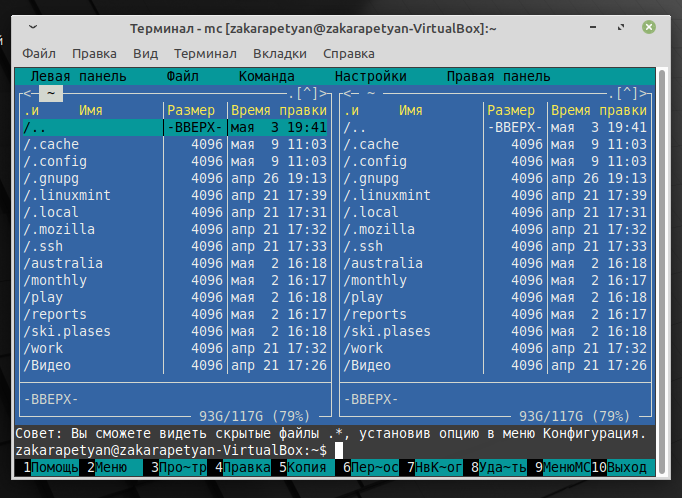 й
Терминал - mc [zakarapetyan@zakarapetyan-VirtualBox]:~
Файл Правка Вид Терминал Вкладки Справка
Левая панель Файл Команда Настройки Правая панель
<─ ~ .[^]> <─ ~ .[^]>
.и Имя Размер Время правки .и Имя Размер Время правки
/.. -ВВЕРХ- мая 3 19:41 /.. -ВВЕРХ- мая 3 19:41
/.cache 4096 мая 9 11:03 /.cache 4096 мая 9 11:03
/.config 4096 мая 9 11:03 /.config 4096 мая 9 11:03
/.gnupg 4096 апр 26 19:13 /.gnupg 4096 апр 26 19:13
/.linuxmint 4096 апр 21 17:39 /.linuxmint 4096 апр 21 17:39
/.local 4096 апр 21 17:31 /.local 4096 апр 21 17:31
/.mozilla 4096 апр 21 17:32 /.mozilla 4096 апр 21 17:32
/.ssh 4096 апр 21 17:33 /.ssh 4096 апр 21 17:33
/australia 4096 мая 2 16:18 /australia 4096 мая 2 16:18
/monthly 4096 мая 2 16:17 /monthly 4096 мая 2 16:17
/play 4096 мая 2 16:18 /play 4096 мая 2 16:18
/reports 4096 мая 2 16:17 /reports 4096 мая 2 16:17
/ski.plases 4096 мая 2 16:18 /ski.plases 4096 мая 2 16:18
/work 4096 апр 21 17:32 /work 4096 апр 21 17:32
/Видео 4096 апр 21 17:26 /Видео 4096 апр 21 17:26
-ВВЕРХ- -ВВЕРХ-
93G/117G (79%) 93G/117G (79%)
Совет: Вы сможете видеть скрытые файлы .*, установив опцию в меню Конфигурация.
zakarapetyan@zakarapetyan-VirtualBox:~$
1Помощь 2Меню 3Про~тр 4Правка 5Копия 6Пер~ос 7НвК~ог 8Уда~ть 9МенюMC 10Выход